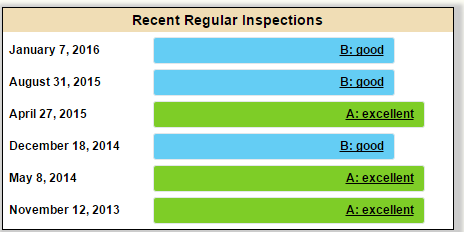 Recent Regular Inspections
January 7, 2016 B: good
August 31, 2015 B: good
April 27, 2015 A: excellent
December 18, 2014 B: good
May 8, 2014 A: excellent
November 12, 2013 A: excellent